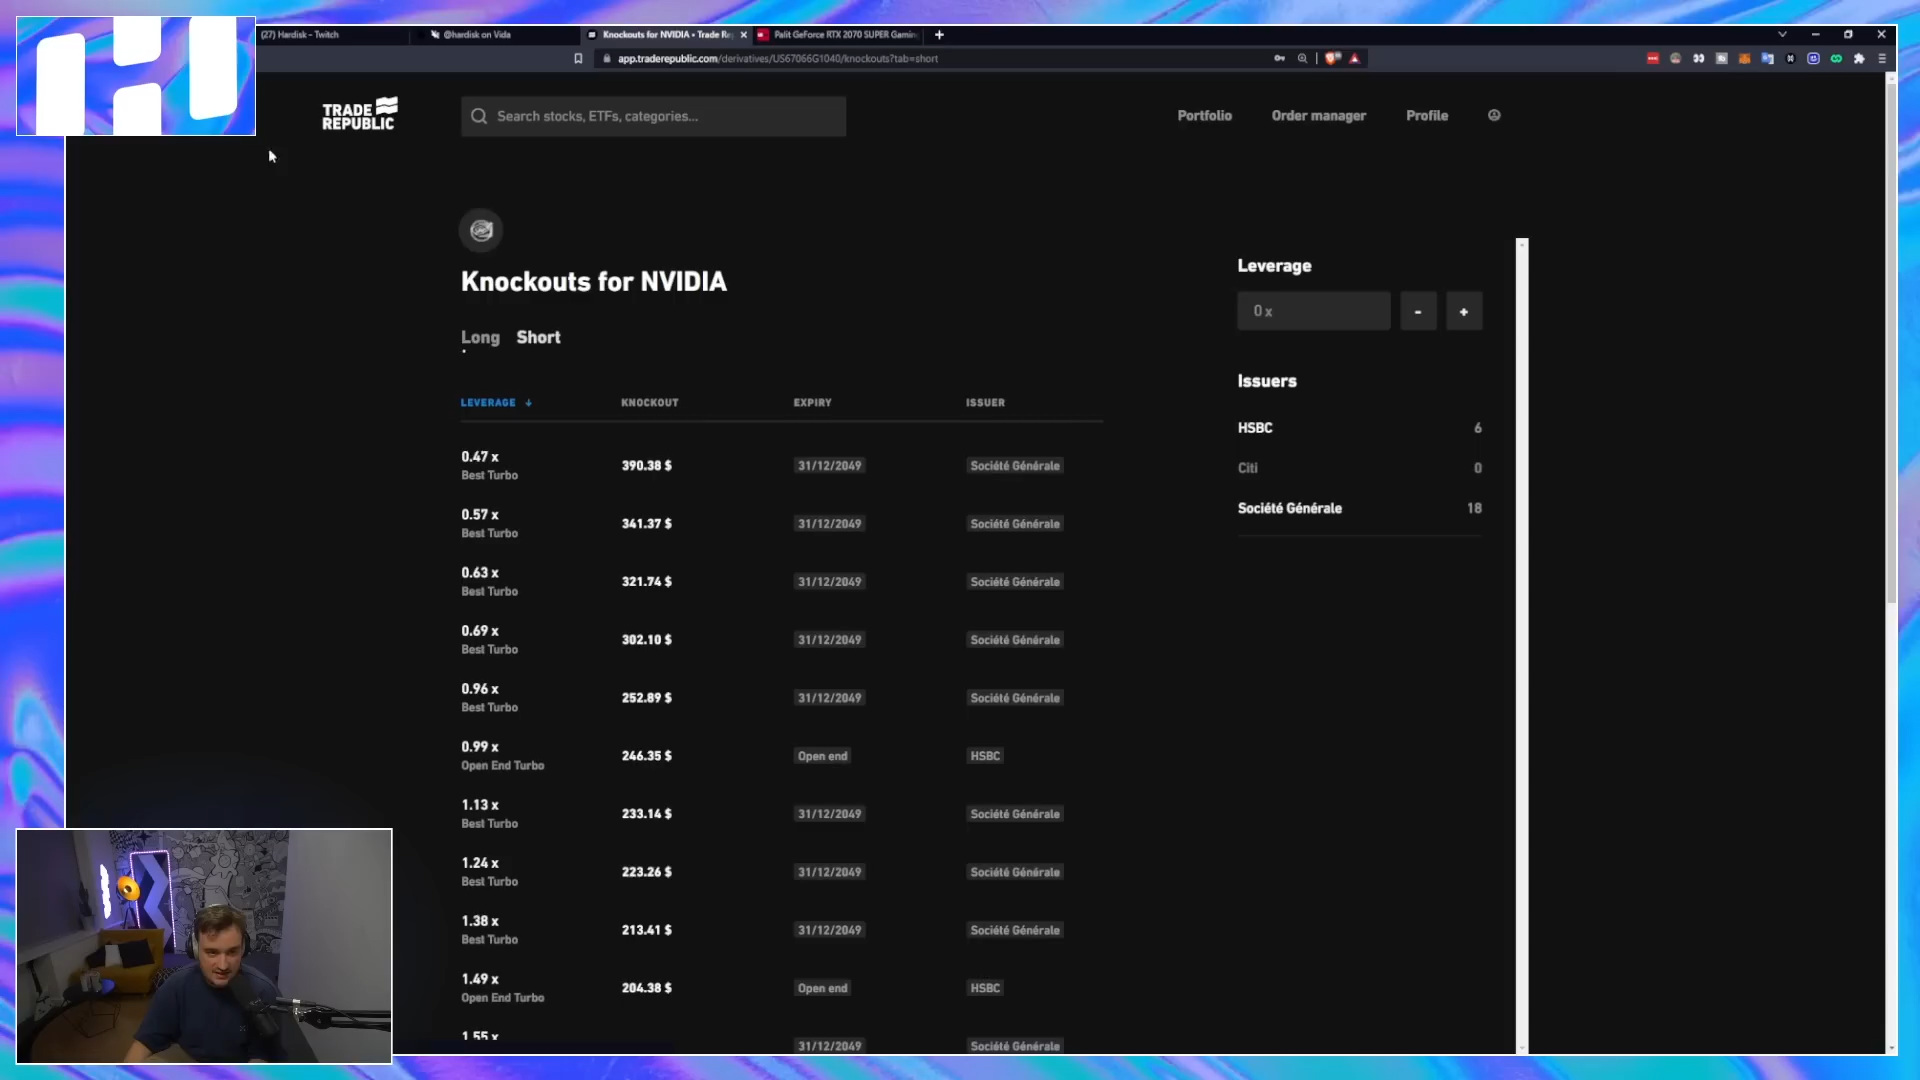 (27) Hardisk - Twitch
@hardisk on Vida
Knockouts for NVIDIA • Trade Re
Palit GeForce RTX 2070 SUPER Gamin
app.traderepublic.com/derivatives/US67066G1040/knockouts?tab=short
TRADE REPUBLIC
Search stocks, ETFs, categories...
Portfolio
Order manager
Profile
Knockouts for NVIDIA
Long Short
LEVERAGE ↓ KNOCKOUT EXPIRY ISSUER
0.47 x
Best Turbo
390.38 $ 31/12/2049 Société Générale
0.57 x
Best Turbo
341.37 $ 31/12/2049 Société Générale
0.63 x
Best Turbo
321.74 $ 31/12/2049 Société Générale
0.69 x
Best Turbo
302.10 $ 31/12/2049 Société Générale
0.96 x
Best Turbo
252.89 $ 31/12/2049 Société Générale
0.99 x
Open End Turbo
246.35 $ Open end HSBC
1.13 x
Best Turbo
233.14 $ 31/12/2049 Société Générale
1.24 x
Best Turbo
223.26 $ 31/12/2049 Société Générale
1.38 x
Best Turbo
213.41 $ 31/12/2049 Société Générale
1.49 x
Open End Turbo
204.38 $ Open end HSBC
1.55 x
31/12/2049 Société Générale
Leverage
0 x - +
Issuers
HSBC 6
Citi 0
Société Générale 18